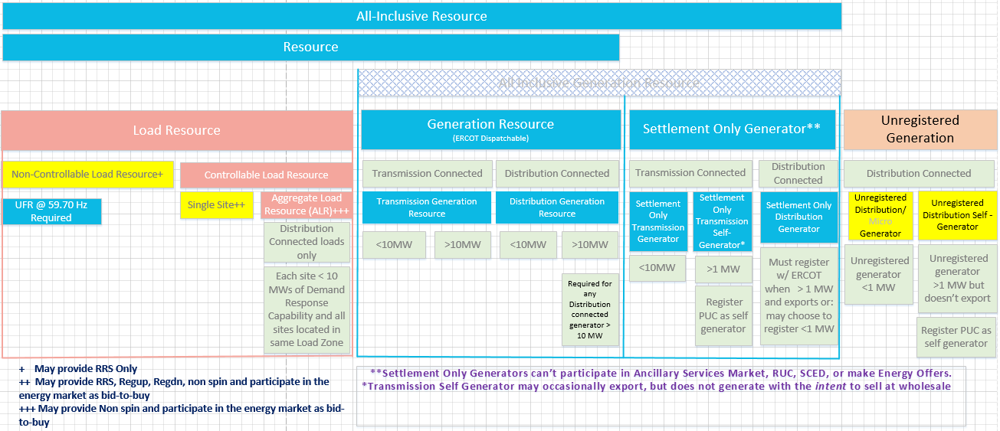 All-Inclusive Resource
Resource
All-Inclusive Generation Resource
Load Resource
Generation Resource
(ERCOT Dispatchable)
Settlement Only Generator**
Unregistered
Generation
Non-Controllable Load Resource+
Controllable Load Resource
Transmission Connected
Distribution Connected
Transmission Connected
Distribution
Connected
Distribution Connected
UFR @ 59.70 Hz
Required
Single Site++
Aggregate Load
Resource (ALR)+++
Transmission Generation
Resource
Distribution Generation
Resource
Settlement
Only
Transmission
Generator
Settlement
Only
Transmission
Self-
Generator*
Settlement Only
Distribution
Generator
Unregistered
Distribution/
Micro
Generator
Unregistered
Distribution Self -
Generator
Distribution
Connected loads
only
<10MW
>10MW
<10MW
>10MW
<10MW
>1 MW
Must register
w/ ERCOT
when > 1 MW
and exports or:
may choose to
register <1 MW
Unregistered
generator
<1 MW
Unregistered
generator
>1 MW but
doesn't export
Each site < 10
MWs of Demand
Response
Capability and all
sites located in
same Load Zone
Required for
any
Distribution
connected
generator >
10 MW
Register
PUC as self
generator
Register PUC as
self generator
+ May provide RRS Only
++ May provide RRS, Regup, Regdn, non spin and participate in the
energy market as bid-to-buy
+++ May provide Non spin and participate in the energy market as bid-
to-buy
**Settlement Only Generators can't participate in Ancillary Services Market, RUC, SCED, or make Energy Offers.
*Transmission Self Generator may occasionally export, but does not generate with the intent to sell at wholesale